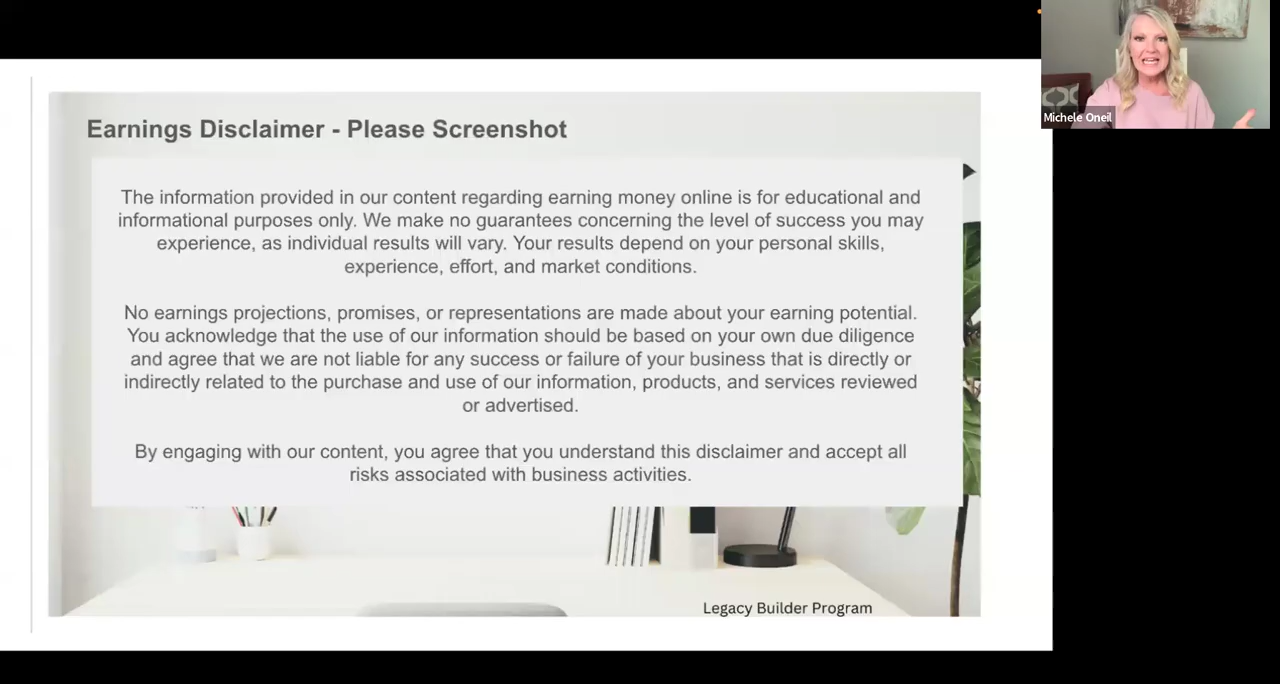 Earnings Disclaimer - Please Screenshot
The information provided in our content regarding earning money online is for educational and
informational purposes only. We make no guarantees concerning the level of success you may
experience, as individual results will vary. Your results depend on your personal skills,
experience, effort, and market conditions.
No earnings projections, promises, or representations are made about your earning potential.
You acknowledge that the use of our information should be based on your own due diligence
and agree that we are not liable for any success or failure of your business that is directly or
indirectly related to the purchase and use of our information, products, and services reviewed
or advertised.
By engaging with our content, you agree that you understand this disclaimer and accept all
risks associated with business activities.
Legacy Builder Program
Michele Oneil